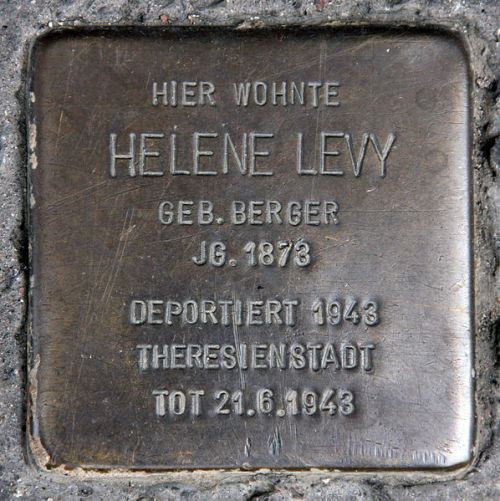 HIER WOHNTE
HELENE LEVY
GEB. BERGER
JG. 1873
DEPORTIERT 1943
THERESIENSTADT
TOT 21.6.1943